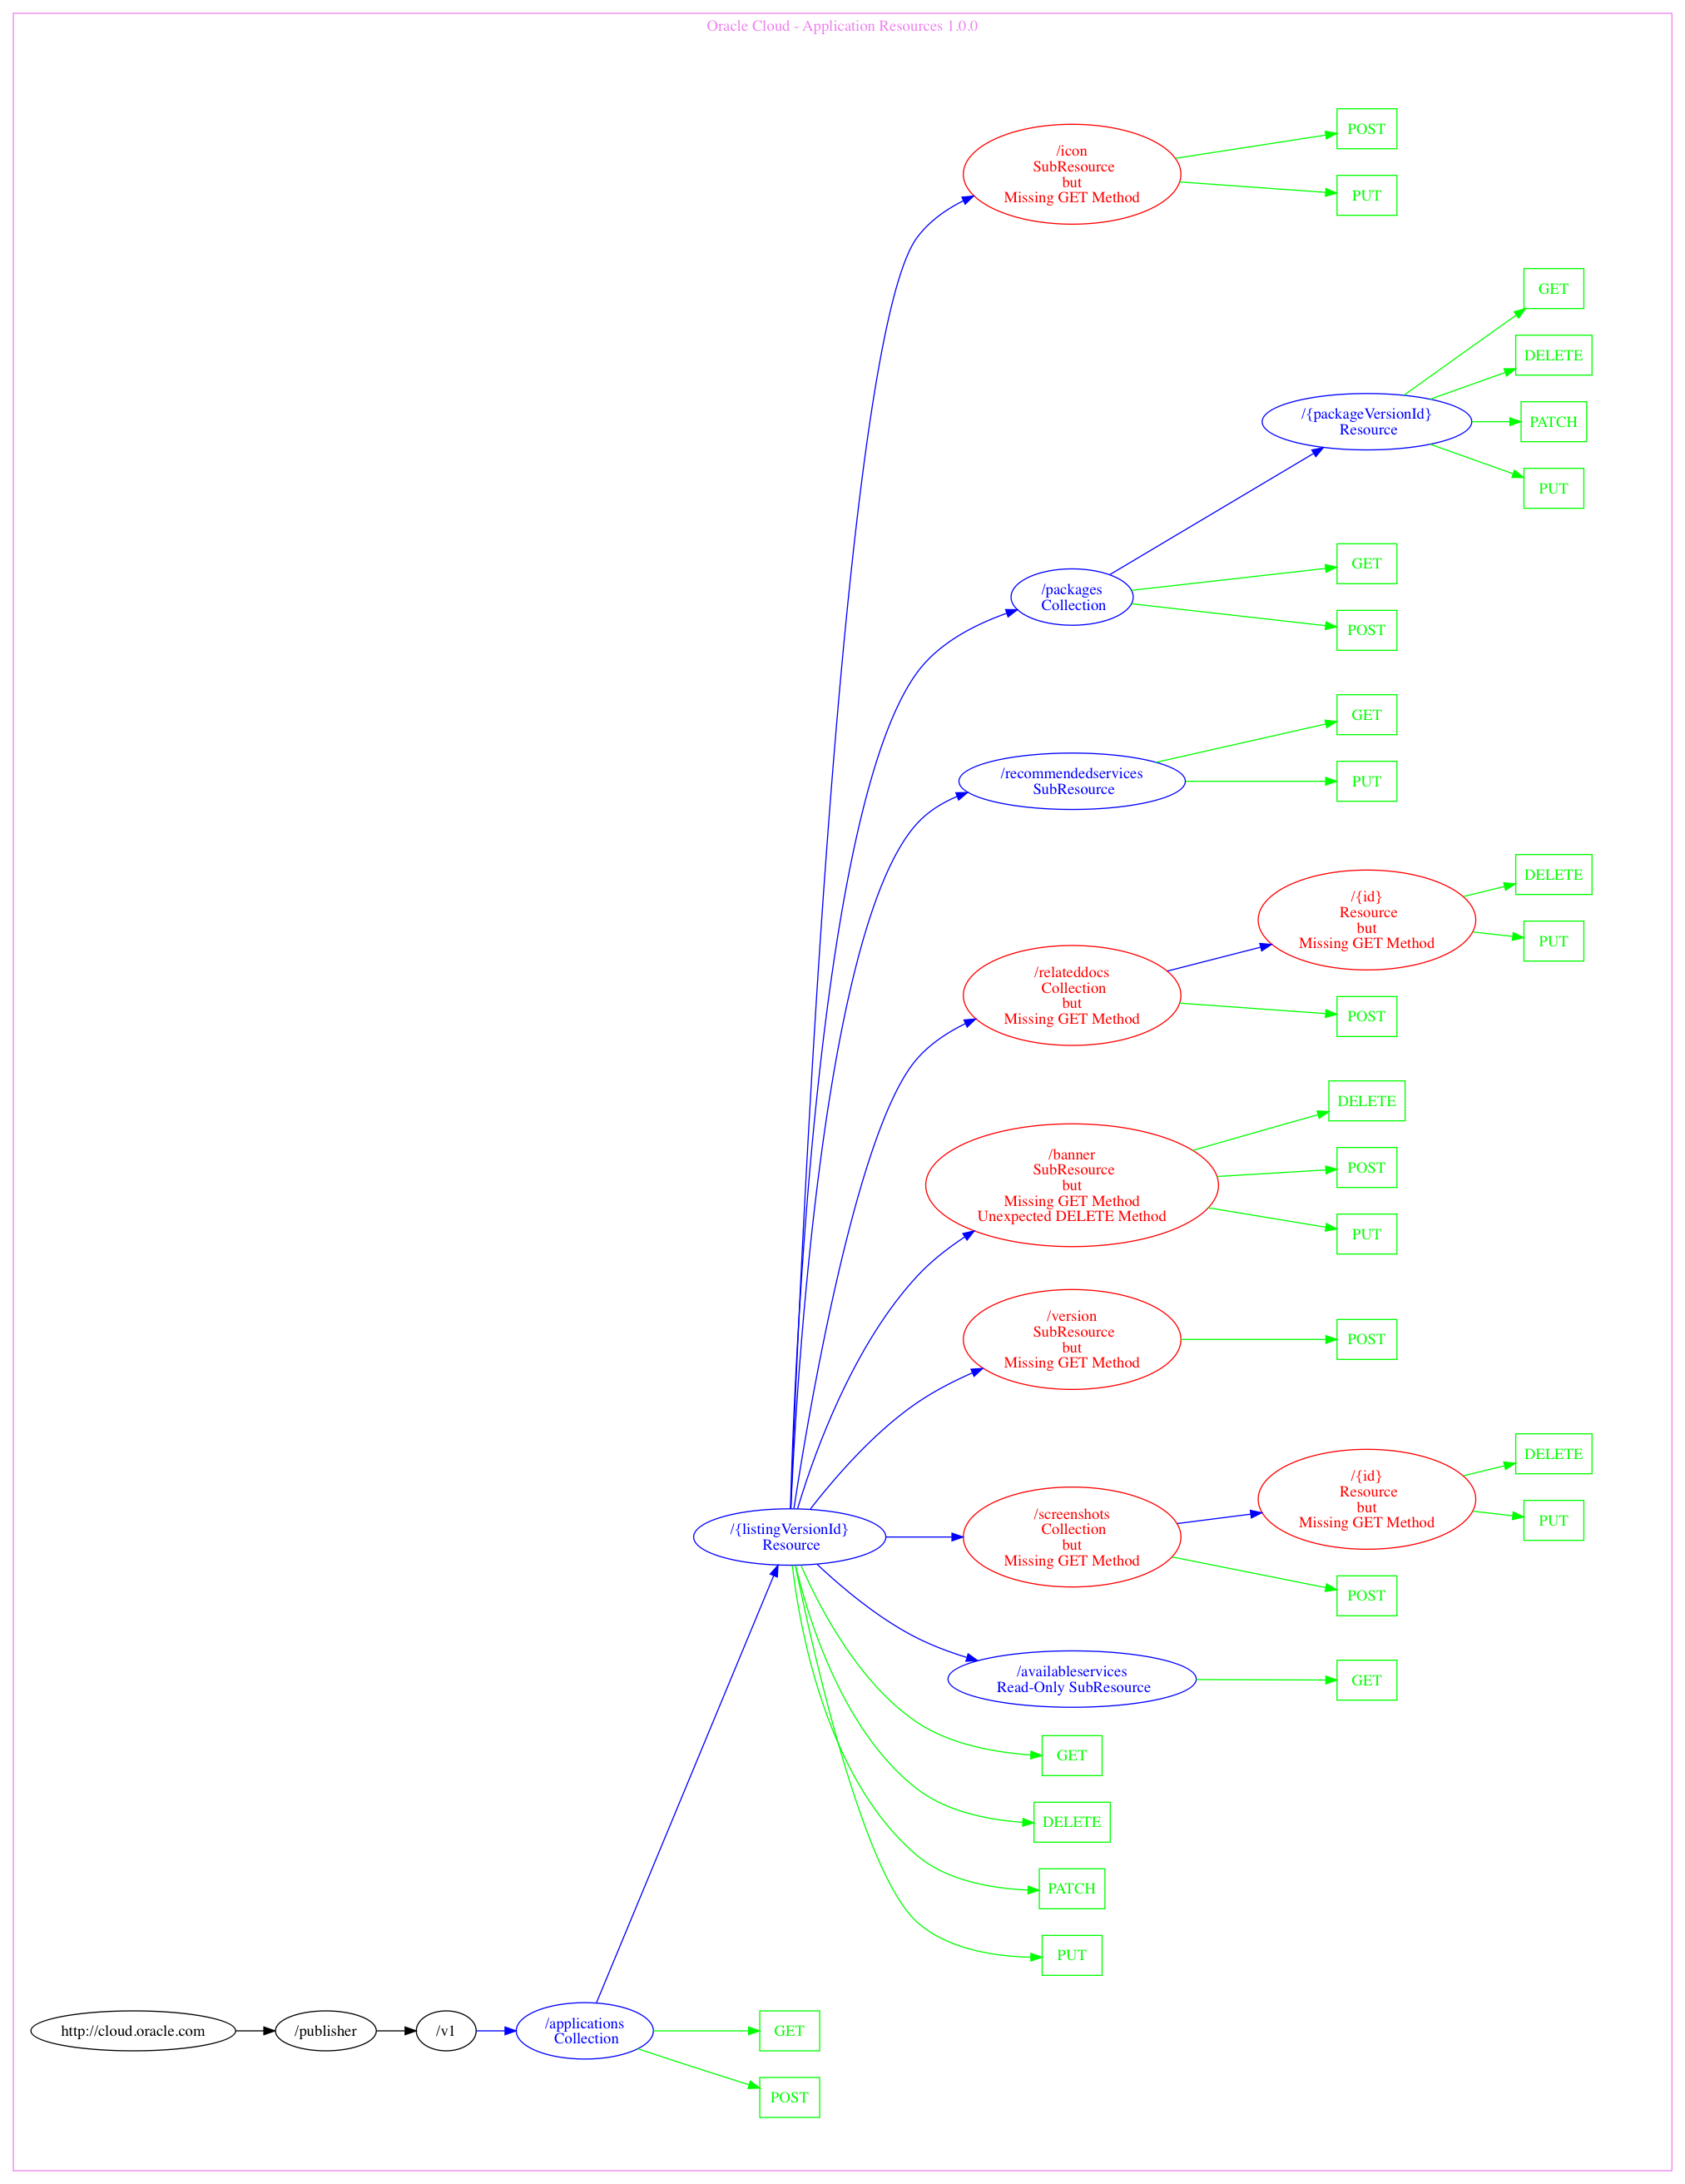 Oracle Cloud - Application Resources 1.0.0
/icon
SubResource
but
Missing GET Method
POST
PUT
/{packageVersionId}
Resource
GET
DELETE
PATCH
PUT
/packages
Collection
GET
POST
/recommendedservices
SubResource
GET
PUT
/relateddocs
Collection
but
Missing GET Method
/{id}
Resource
but
Missing GET Method
DELETE
PUT
POST
/banner
SubResource
but
Missing GET Method
Unexpected DELETE Method
DELETE
POST
PUT
/version
SubResource
but
Missing GET Method
POST
/{listingVersionId}
Resource
/screenshots
Collection
but
Missing GET Method
/{id}
Resource
but
Missing GET Method
DELETE
PUT
POST
/availableservices
Read-Only SubResource
GET
GET
DELETE
PATCH
PUT
http://cloud.oracle.com
/publisher
/v1
/applications
Collection
GET
POST